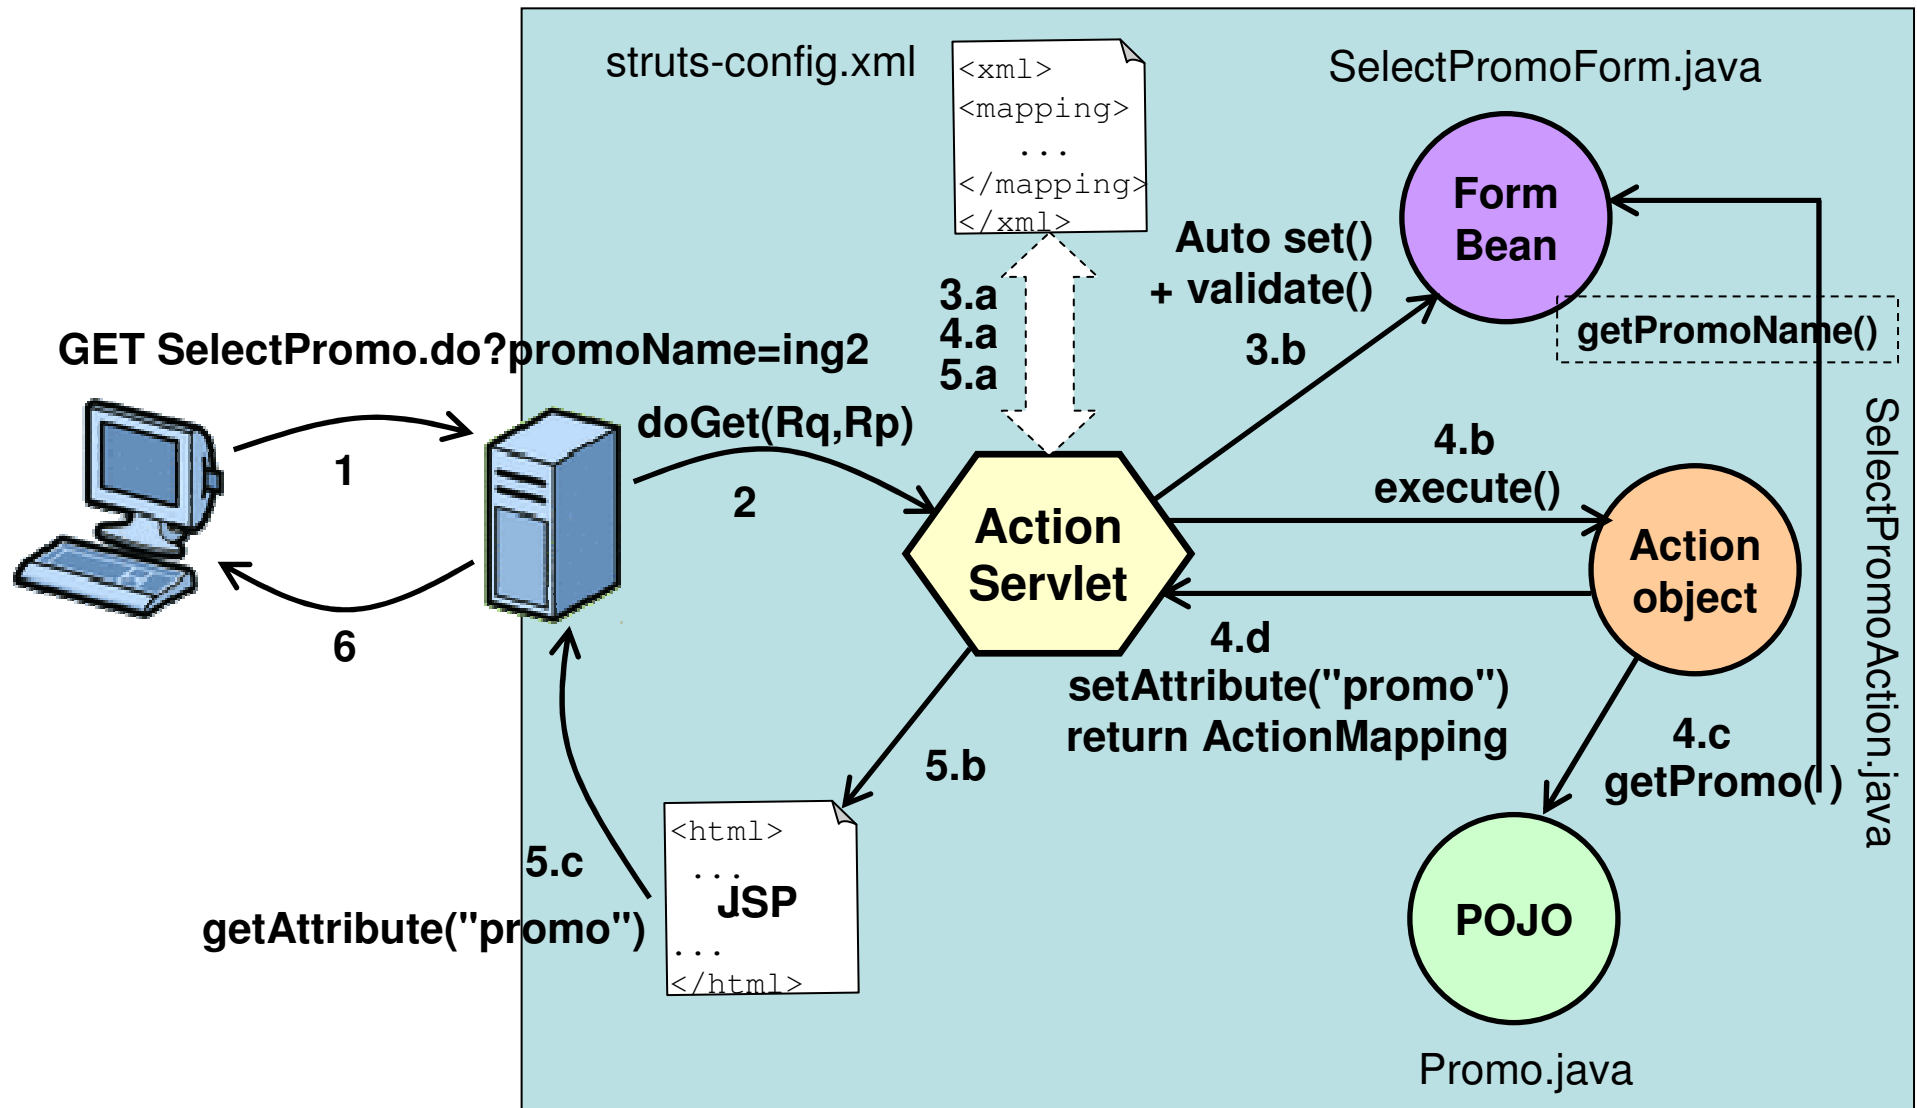 struts-config.xml
<xml>
<mapping>
...
</mapping>
</xml>
SelectPromoForm.java
Form
Bean
Auto set()
+ validate()
3.b
3.a
4.a
5.a
getPromoName()
GET SelectPromo.do?promoName=ing2
1
doGet(Rq,Rp)
2
Action
Servlet
4.b
execute()
Action
object
SelectPromoAction.java
6
4.d
setAttribute("promo")
return ActionMapping
4.c
getPromo( )
5.b
5.c
getAttribute("promo")
<html>
...
JSP
...
</html>
POJO
Promo.java